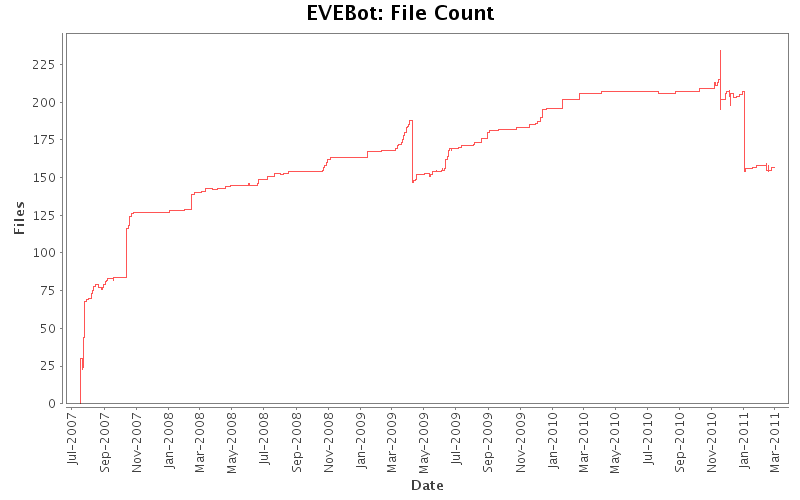 EVEBot: File Count
Files
225
200
175
150
125
100
75
50
25
0
Jul-2007
Sep-2007
Nov-2007
Jan-2008
Mar-2008
May-2008
Jul-2008
Sep-2008
Nov-2008
Jan-2009
Mar-2009
May-2009
Jul-2009
Sep-2009
Nov-2009
Jan-2010
Mar-2010
May-2010
Jul-2010
Sep-2010
Nov-2010
Jan-2011
Mar-2011
Date